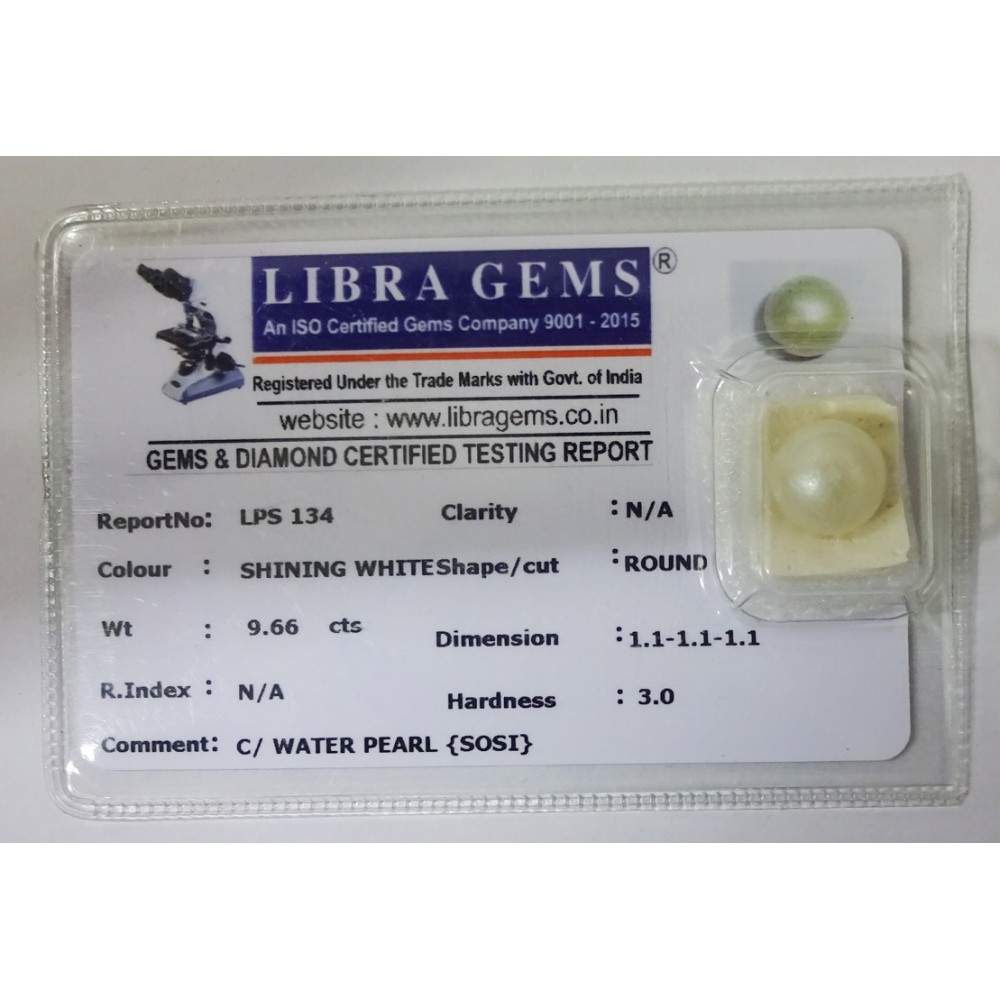 LIBRA GEMS ®
An ISO Certified Gems Company 9001 - 2015
Registered Under the Trade Marks with Govt. of India
website : www.libragems.co.in
GEMS & DIAMOND CERTIFIED TESTING REPORT
ReportNo: LPS 134 Clarity : N/A
Colour : SHINING WHITE Shape/cut : ROUND
Wt : 9.66 cts Dimension : 1.1-1.1-1.1
R.Index : N/A Hardness : 3.0
Comment: C/ WATER PEARL {SOSI}